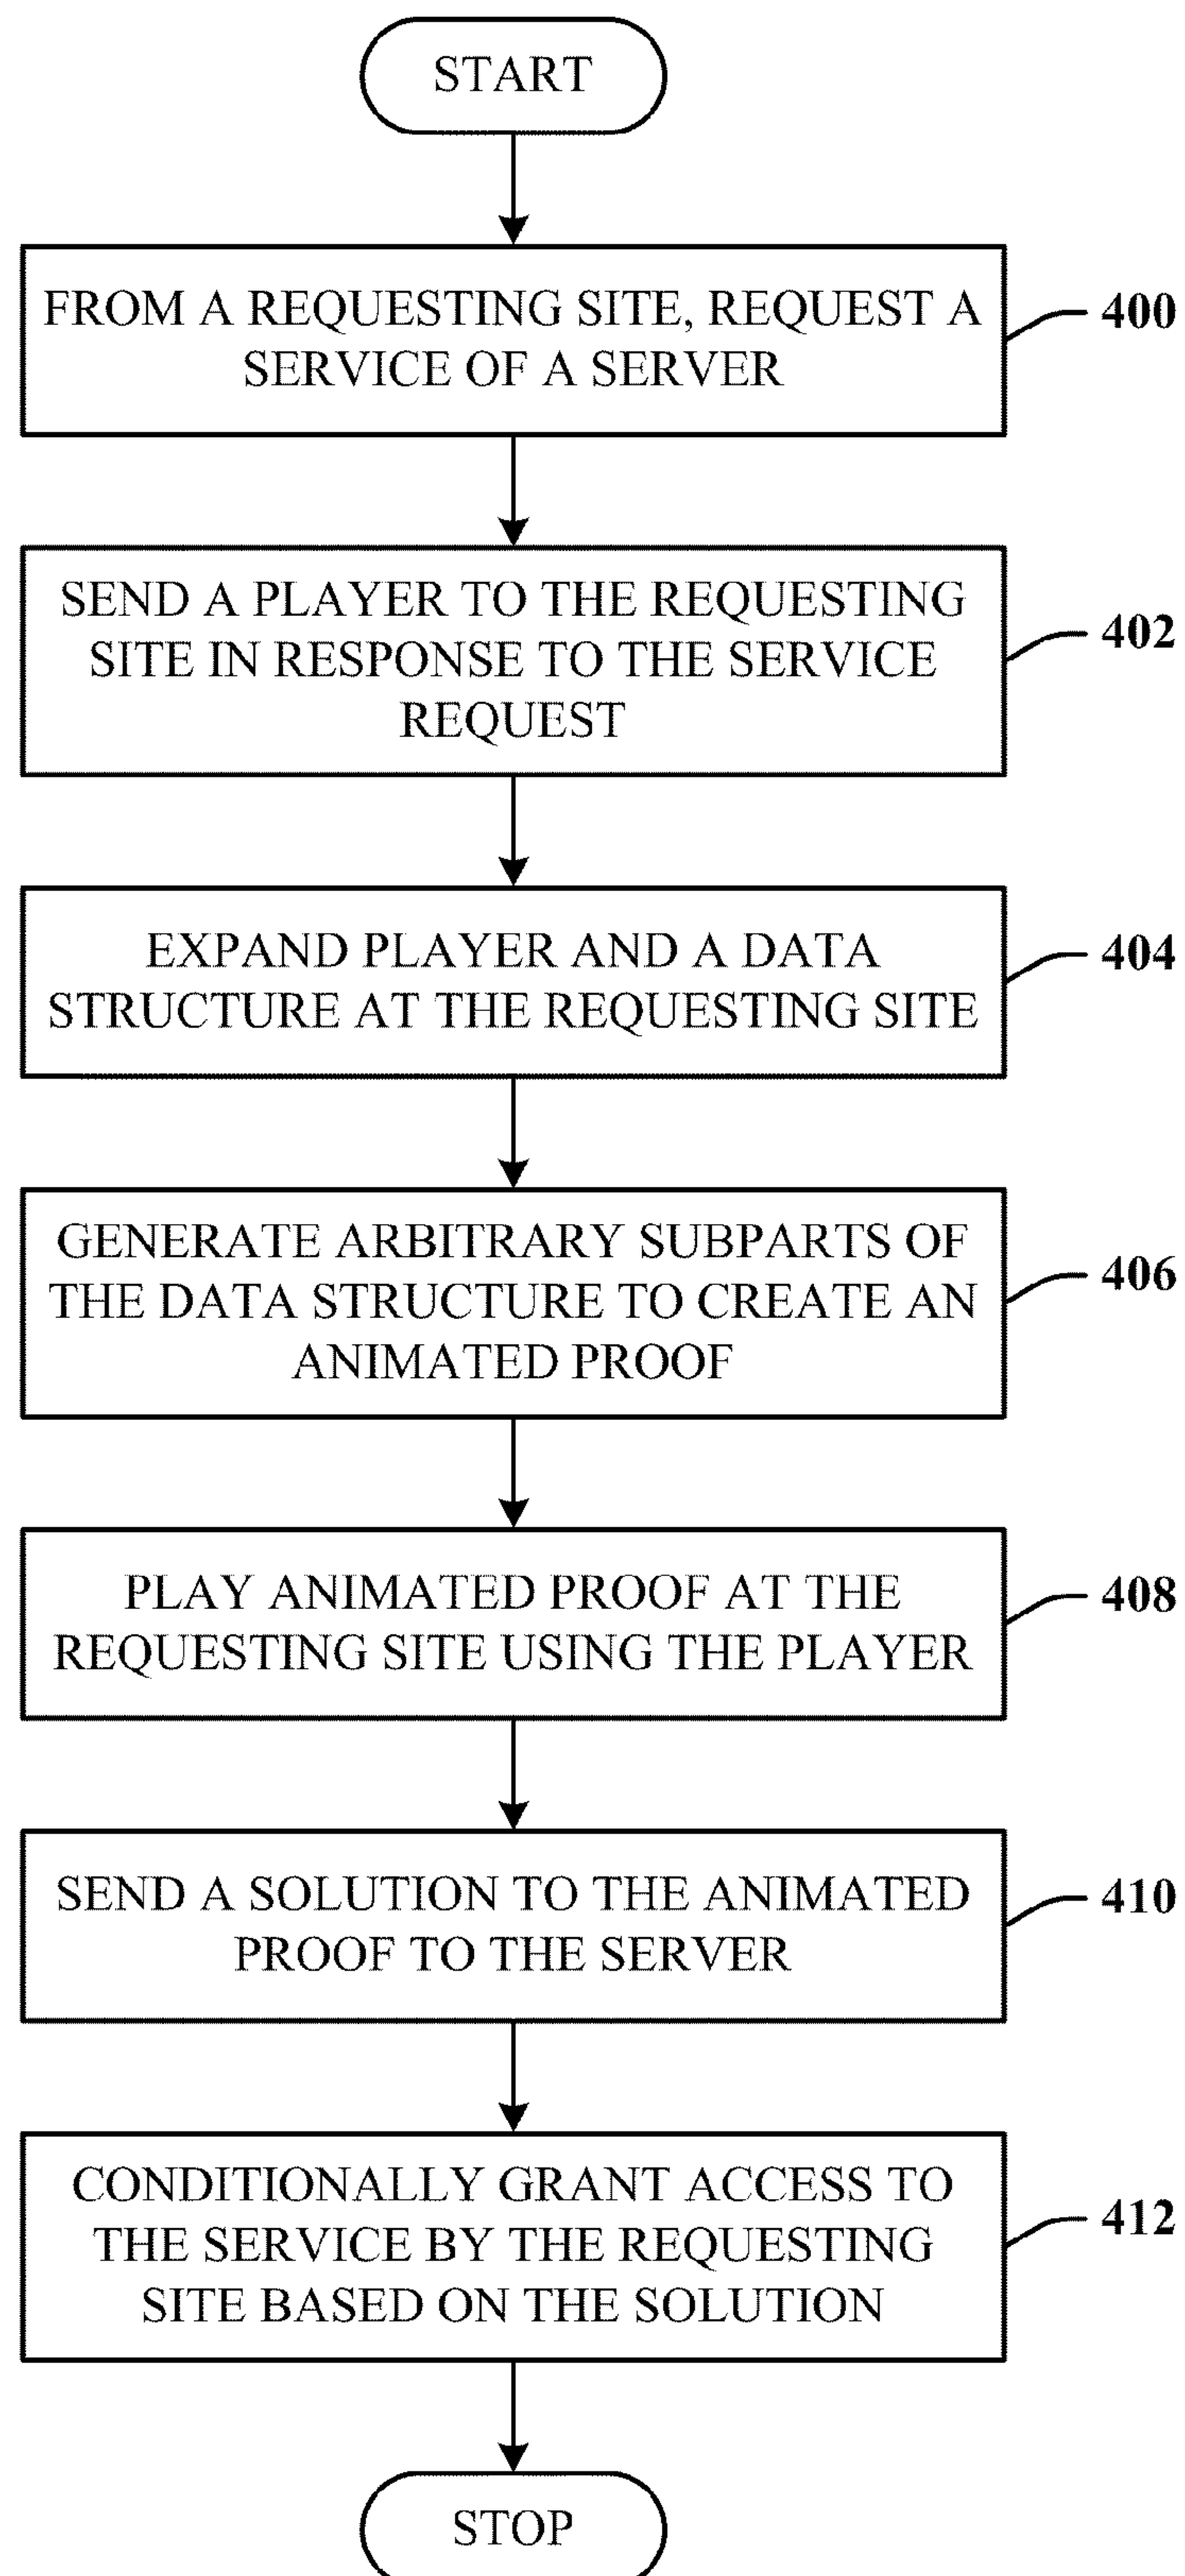 START
FROM A REQUESTING SITE, REQUEST A
SERVICE OF A SERVER
400
SEND A PLAYER TO THE REQUESTING
SITE IN RESPONSE TO THE SERVICE
REQUEST
402
EXPAND PLAYER AND A DATA
STRUCTURE AT THE REQUESTING SITE
404
GENERATE ARBITRARY SUBPARTS OF
THE DATA STRUCTURE TO CREATE AN
ANIMATED PROOF
406
PLAY ANIMATED PROOF AT THE
REQUESTING SITE USING THE PLAYER
408
SEND A SOLUTION TO THE ANIMATED
PROOF TO THE SERVER
410
CONDITIONALLY GRANT ACCESS TO
THE SERVICE BY THE REQUESTING
SITE BASED ON THE SOLUTION
412
STOP